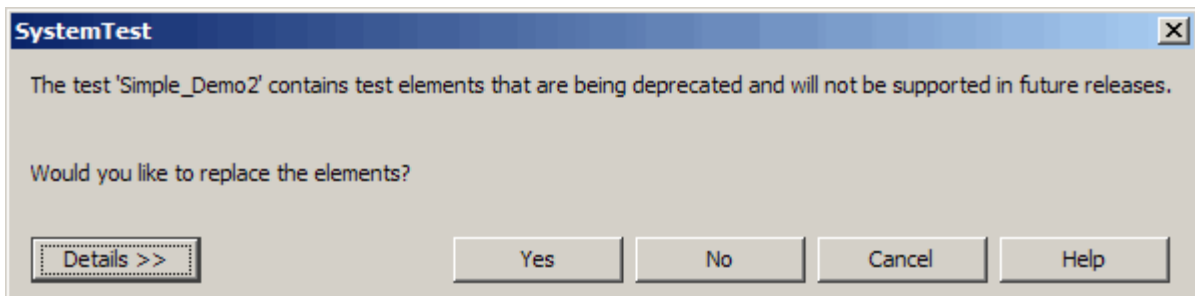 SystemTest
The test 'Simple_Demo2' contains test elements that are being deprecated and will not be supported in future releases.
Would you like to replace the elements?
Details >> Yes No Cancel Help